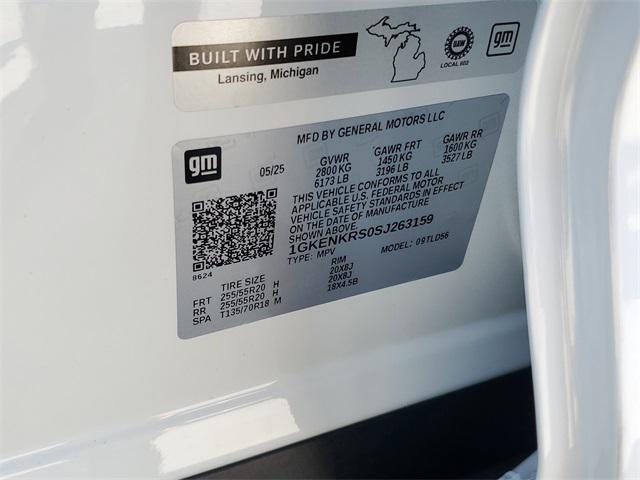 BUILT WITH PRIDE
Lansing, Michigan
UAW
LOCAL 602
gm
gm
MFD BY GENERAL MOTORS LLC
05/25
GVWR GAWR FRT GAWR RR
2800 KG 1450 KG 1600 KG
6173 LB 3196 LB 3527 LB
THIS VEHICLE CONFORMS TO ALL
APPLICABLE U.S. FEDERAL MOTOR
VEHICLE SAFETY STANDARDS IN EFFECT
ON THE DATE OF MANUFACTURE
SHOWN ABOVE.
1GKENKRS0SJ263159
TYPE: MPV MODEL: 09TLD56
8624
TIRE SIZE RIM
FRT 255/55R20 H 20X8J
RR 255/55R20 H 20X8J
SPA T135/70R18 M 18X4.5B